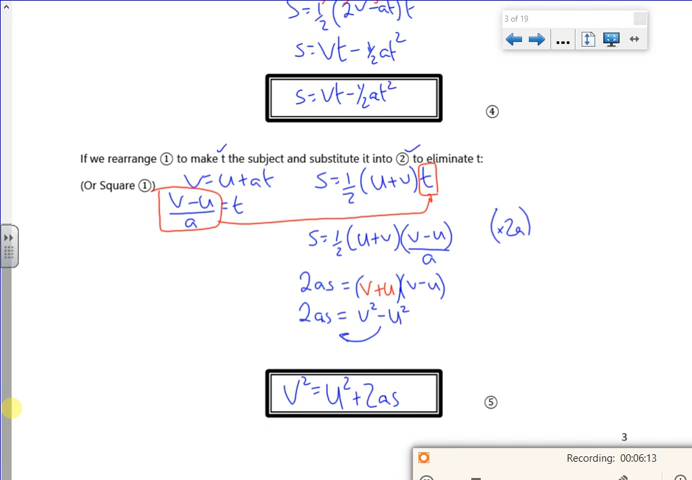 s=½(2v-at)t
s=vt-½at²
s=vt-½at²
④
If we rearrange ① to make t the subject and substitute it into ② to eliminate t:
(Or Square ①) v=u+at s=½(u+v)t
(v-u)/a=t
s=½(u+v)(v-u)/a (×2a)
2as=(v+u)(v-u)
2as=v²-u²
v²=u²+2as
⑤
3
3 of 19
...
Recording: 00:06:13